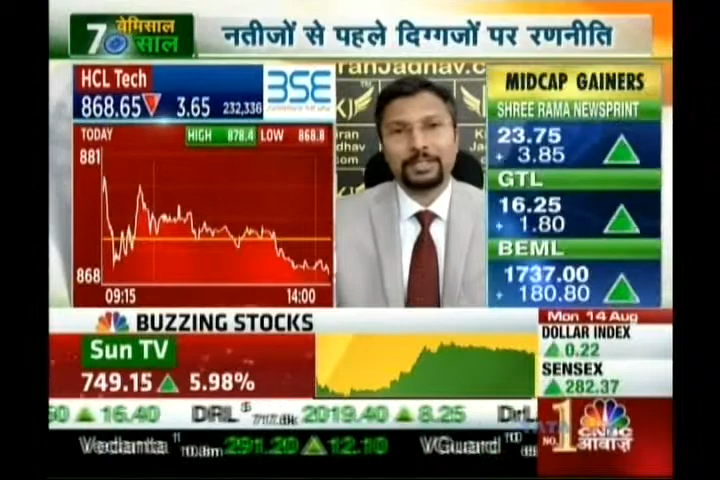 7 बेमिसाल साल
नतीजों से पहले दिग्गजों पर रणनीति
HCL Tech
868.65 3.65 232,336
BSE
TODAY HIGH 878.4 LOW 868.8
881
868
09:15 14:00
ranJadhav.c
MIDCAP GAINERS
SHREE RAMA NEWSPRINT
23.75
+ 3.85
GTL
16.25
+ 1.80
BEML
1737.00
+ 180.80
BUZZING STOCKS
Sun TV
749.15 5.98%
Mon 14 Aug
DOLLAR INDEX
0.22
SENSEX
282.37
16.40 DRL 2019.40 8.25
Vedanta 291.20 12.10 VGuard
NO. 1
CNBC
आवाज़